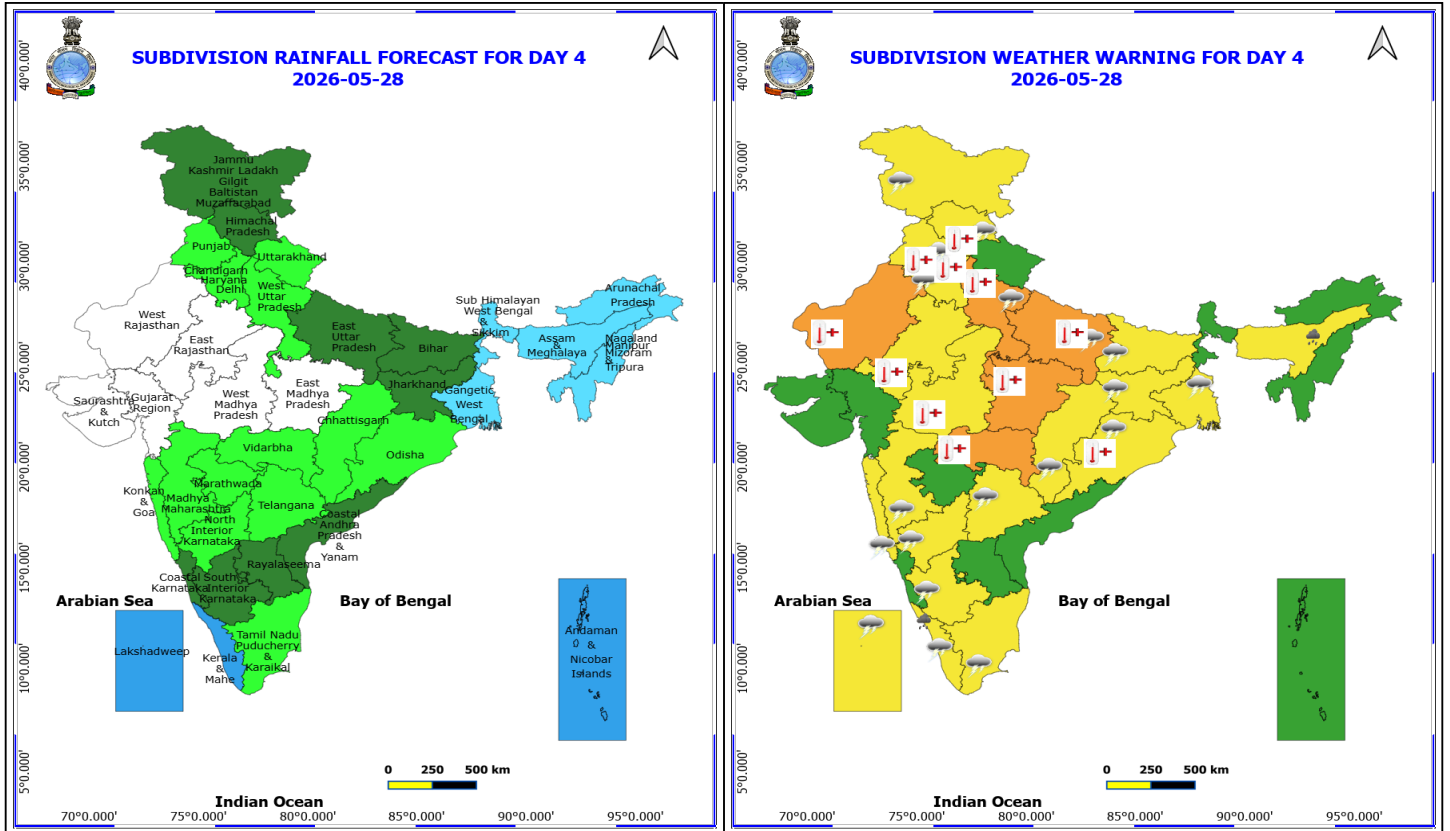 SUBDIVISION RAINFALL FORECAST FOR DAY 4
2026-05-28
40°0.000'
35°0.000'
30°0.000'
25°0.000'
20°0.000'
15°0.000'
10°0.000'
5°0.000'
Jammu
Kashmir Ladakh
Gilgit
Baltistan
Muzaffarabad
Himachal
Pradesh
Punjab
Uttarakhand
Chandigarh
Haryana
Delhi
West
Uttar
Pradesh
West
Rajasthan
East
Rajasthan
East
Uttar
Pradesh
Bihar
Sub Himalayan
West Bengal
&
Sikkim
Arunachal
Pradesh
Assam
&
Meghalaya
Nagaland
Manipur
Mizoram
&
Tripura
Saurashtra
&
Kutch
Gujarat
Region
West
Madhya
Pradesh
East
Madhya
Pradesh
Jharkhand
Gangetic
West
Bengal
Chhattisgarh
Odisha
Vidarbha
Konkan
&
Goa
Madhya
Maharashtra
Marathwada
Telangana
North
Interior
Karnataka
Coastal
Andhra
Pradesh
&
Yanam
Rayalaseema
Coastal
Karnataka
South
Interior
Karnataka
Arabian Sea
Bay of Bengal
Lakshadweep
Kerala
&
Mahe
Tamil Nadu
Puducherry
&
Karaikal
Andaman
&
Nicobar
Islands
0 250 500 km
Indian Ocean
70°0.000' 75°0.000' 80°0.000' 85°0.000' 90°0.000' 95°0.000'
SUBDIVISION WEATHER WARNING FOR DAY 4
2026-05-28
40°0.000'
35°0.000'
30°0.000'
25°0.000'
20°0.000'
15°0.000'
10°0.000'
5°0.000'
Arabian Sea
Bay of Bengal
0 250 500 km
Indian Ocean
70°0.000' 75°0.000' 80°0.000' 85°0.000' 90°0.000' 95°0.000'